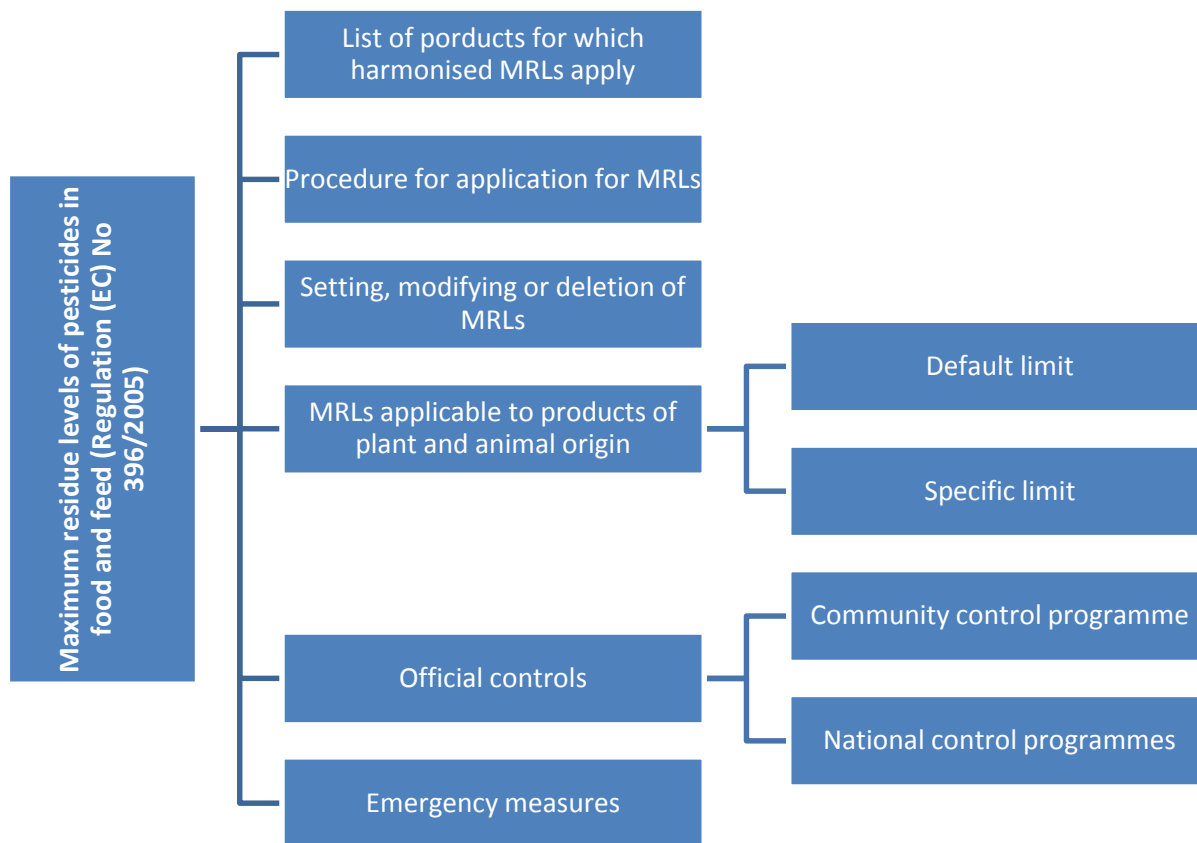 Maximum residue levels of pesticides in
food and feed (Regulation (EC) No
396/2005)
List of porducts for which
harmonised MRLs apply
Procedure for application for MRLs
Setting, modifying or deletion of
MRLs
MRLs applicable to products of
plant and animal origin
Default limit
Specific limit
Official controls
Community control programme
National control programmes
Emergency measures